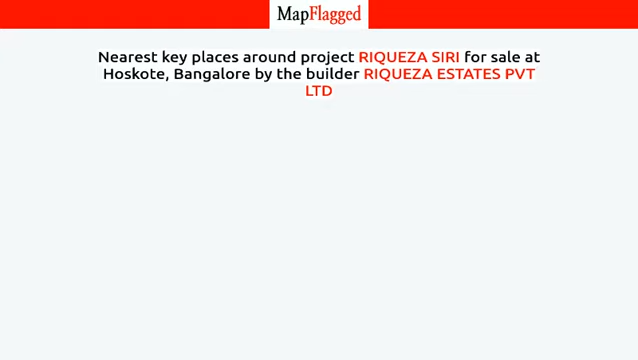 MapFlagged
Nearest key places around project RIQUEZA SIRI for sale at
Hoskote, Bangalore by the builder RIQUEZA ESTATES PVT
LTD